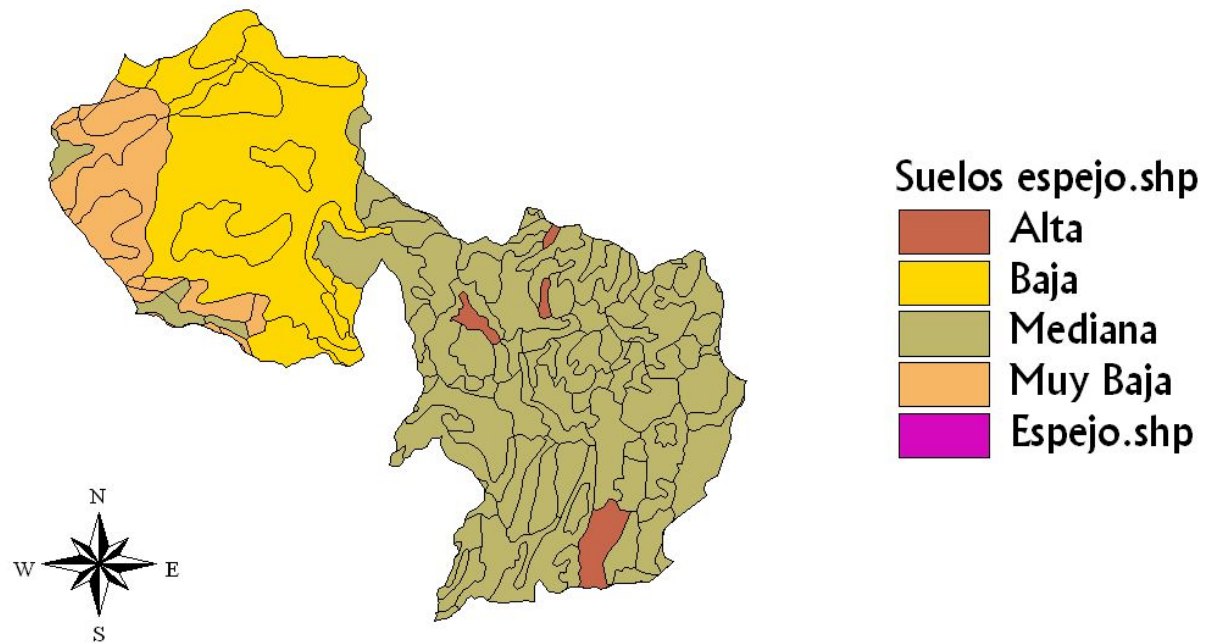 Suelos espejo.shp
Alta
Baja
Mediana
Muy Baja
Espejo.shp
N
W E
S